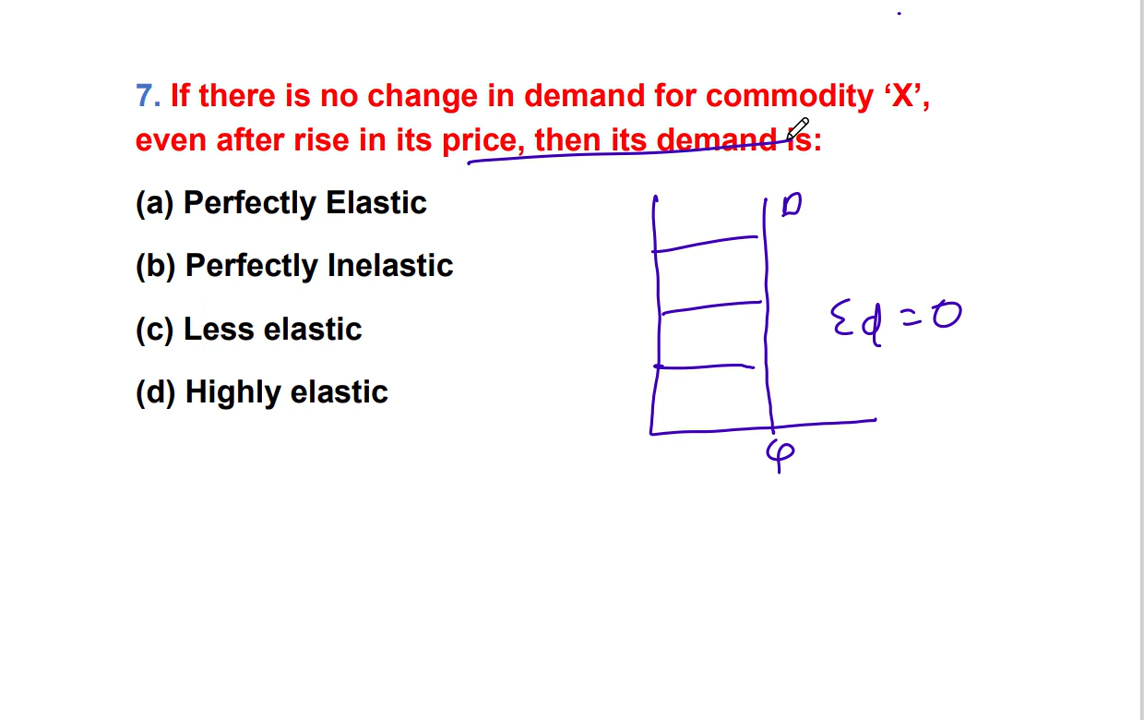 7. If there is no change in demand for commodity ‘X’,
even after rise in its price, then its demand is:
(a) Perfectly Elastic
(b) Perfectly Inelastic
(c) Less elastic
(d) Highly elastic
D
Ed = 0
φ